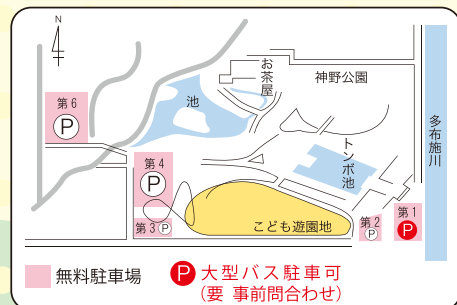 N
お茶屋
神野公園
池
第6
P
多布施川
トンボ池
第4
P
第3 P
こども遊園地
第2
P
第1
P
無料駐車場
P 大型バス駐車可
(要 事前問合わせ)